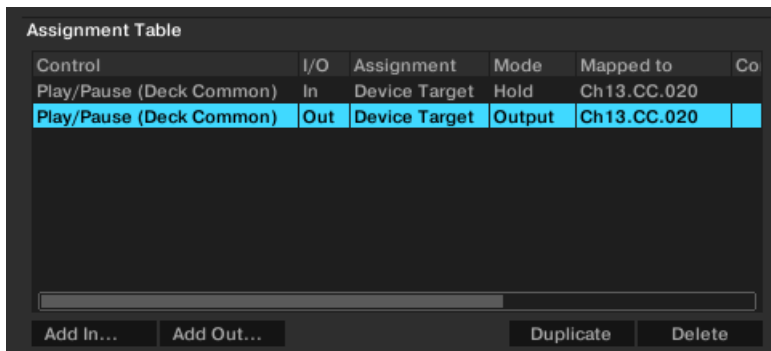 Assignment Table
Control I/O Assignment Mode Mapped to Co
Play/Pause (Deck Common) In Device Target Hold Ch13.CC.020
Play/Pause (Deck Common) Out Device Target Output Ch13.CC.020
Add In... Add Out... Duplicate Delete